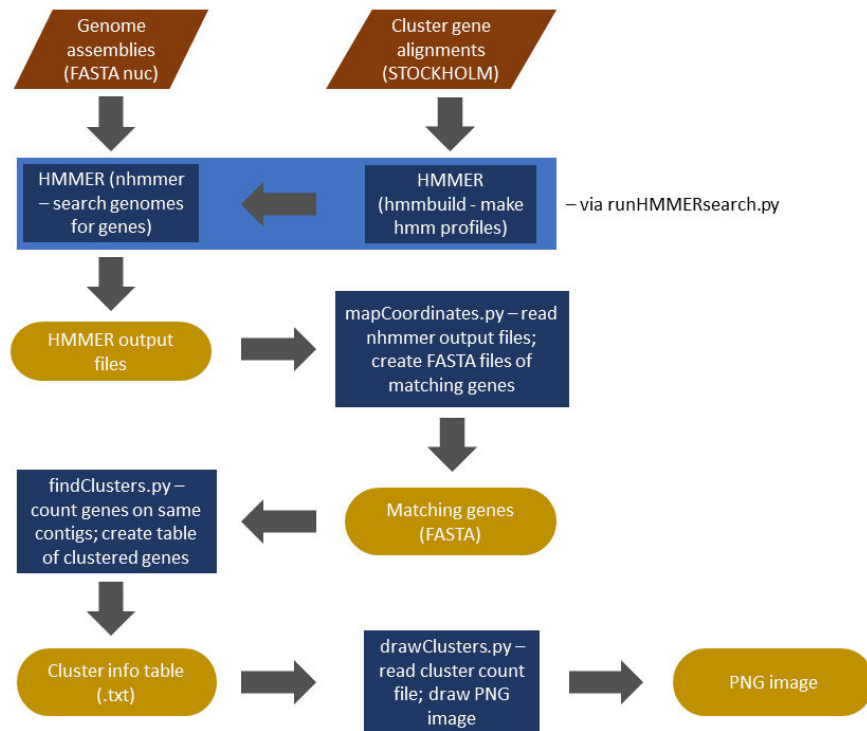 Genome
assemblies
(FASTA nuc)
Cluster gene
alignments
(STOCKHOLM)
HMMER (nhmmer
– search genomes
for genes)
HMMER
(hmmbuild - make
hmm profiles)
– via runHMMERsearch.py
HMMER output
files
mapCoordinates.py – read
nhmmer output files;
create FASTA files of
matching genes
findClusters.py –
count genes on same
contigs; create table
of clustered genes
Matching genes
(FASTA)
Cluster info table
(.txt)
drawClusters.py –
read cluster count
file; draw PNG
image
PNG image